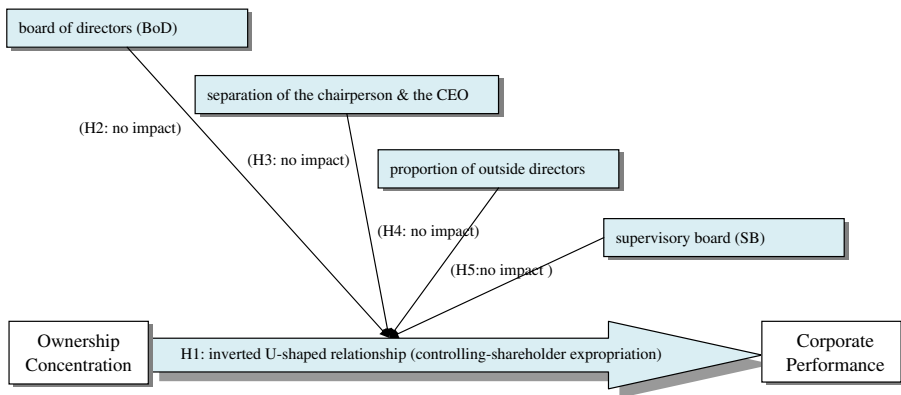 board of directors (BoD)
separation of the chairperson & the CEO
(H2: no impact)
(H3: no impact)
proportion of outside directors
(H4: no impact)
supervisory board (SB)
(H5:no impact )
Ownership
Concentration
H1: inverted U-shaped relationship (controlling-shareholder expropriation)
Corporate
Performance